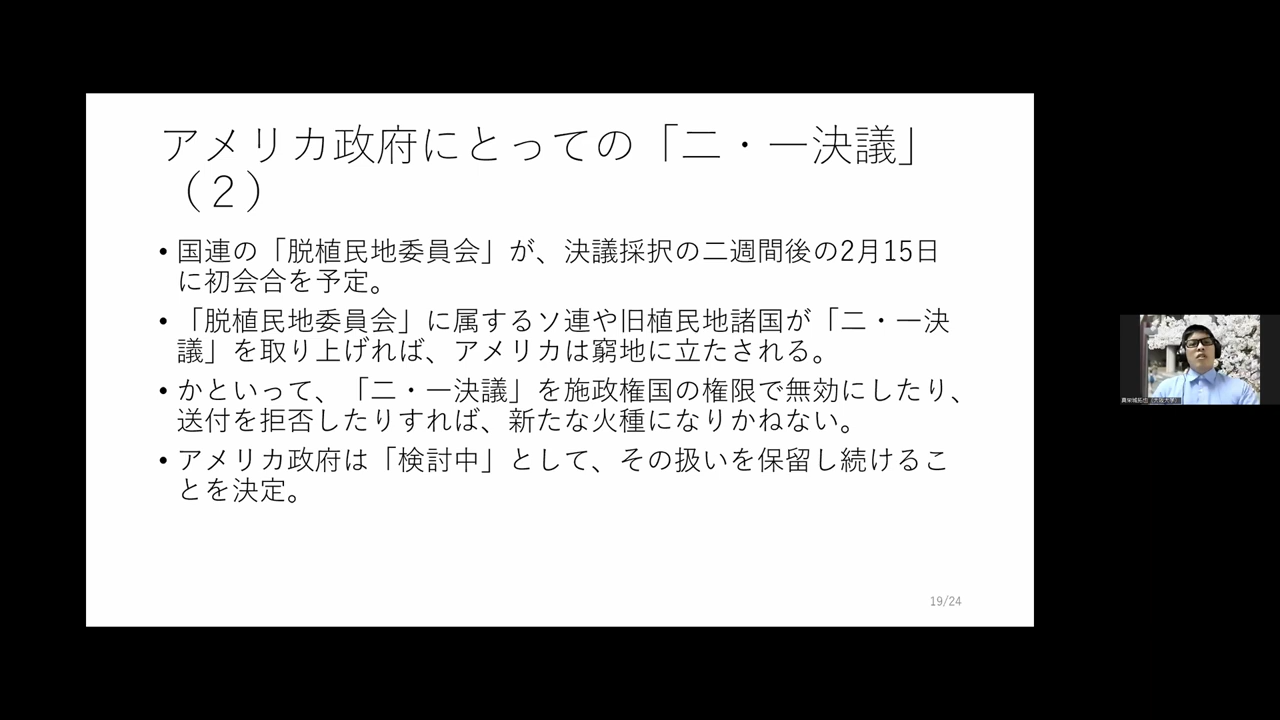 アメリカ政府にとっての「二・一決議」
（２）
• 国連の「脱植民地委員会」が、決議採択の二週間後の2月15日
に初会合を予定。
• 「脱植民地委員会」に属するソ連や旧植民地諸国が「二・一決
議」を取り上げれば、アメリカは窮地に立たされる。
• かといって、「二・一決議」を施政権国の権限で無効にしたり、
送付を拒否したりすれば、新たな火種になりかねない。
• アメリカ政府は「検討中」として、その扱いを保留し続けるこ
とを決定。
19/24
真栄城拓也（大阪大学）